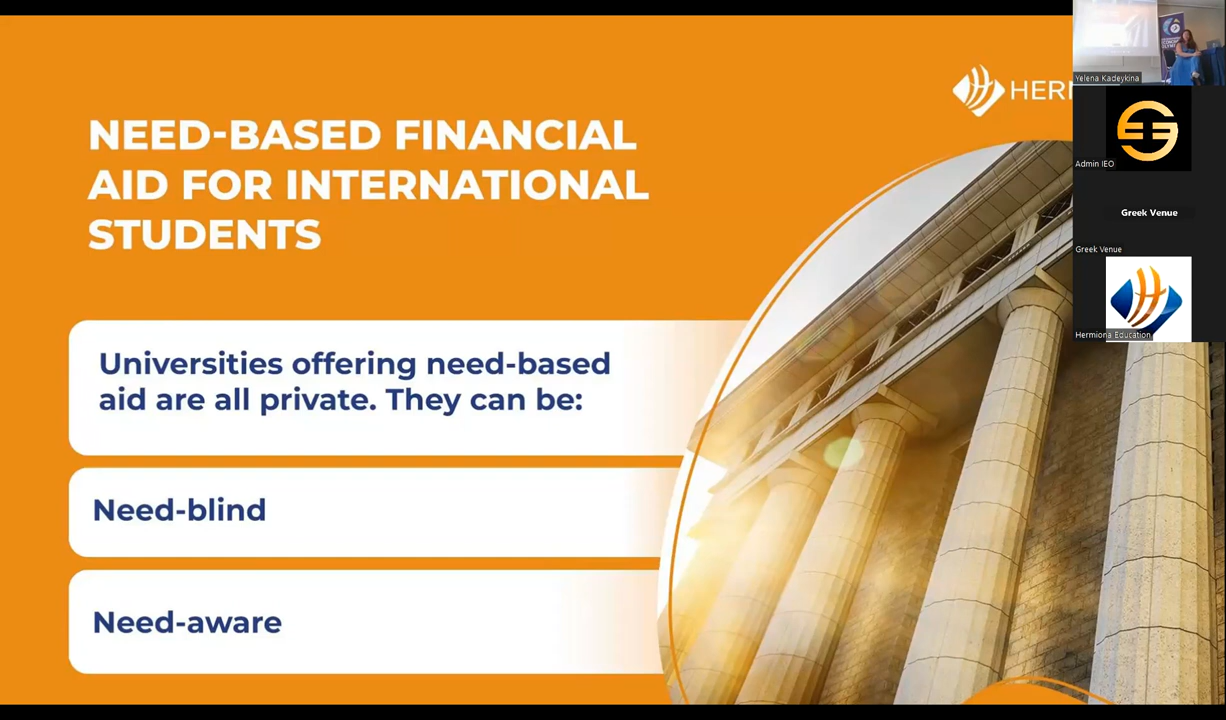 NEED-BASED FINANCIAL
AID FOR INTERNATIONAL
STUDENTS
HER
Universities offering need-based
aid are all private. They can be:
Need-blind
Need-aware
Yelena Kadeykina
Admin IEO
Greek Venue
Greek Venue
Hermiona Education